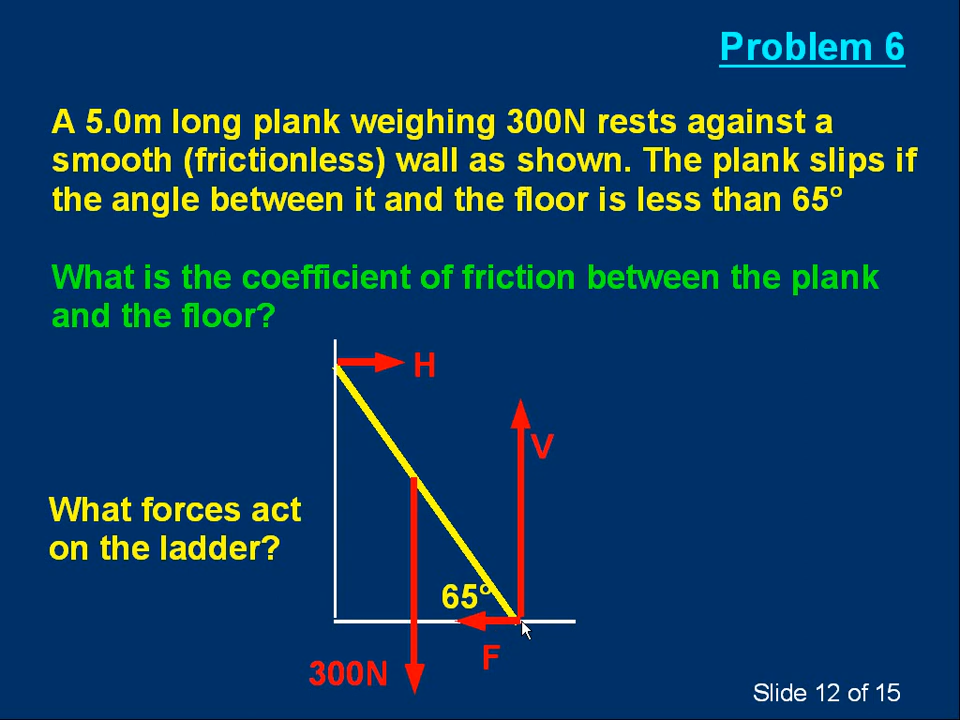 Problem 6
A 5.0m long plank weighing 300N rests against a
smooth (frictionless) wall as shown. The plank slips if
the angle between it and the floor is less than 65°
What is the coefficient of friction between the plank
and the floor?
H
V
What forces act
on the ladder?
65°
F
300N
Slide 12 of 15